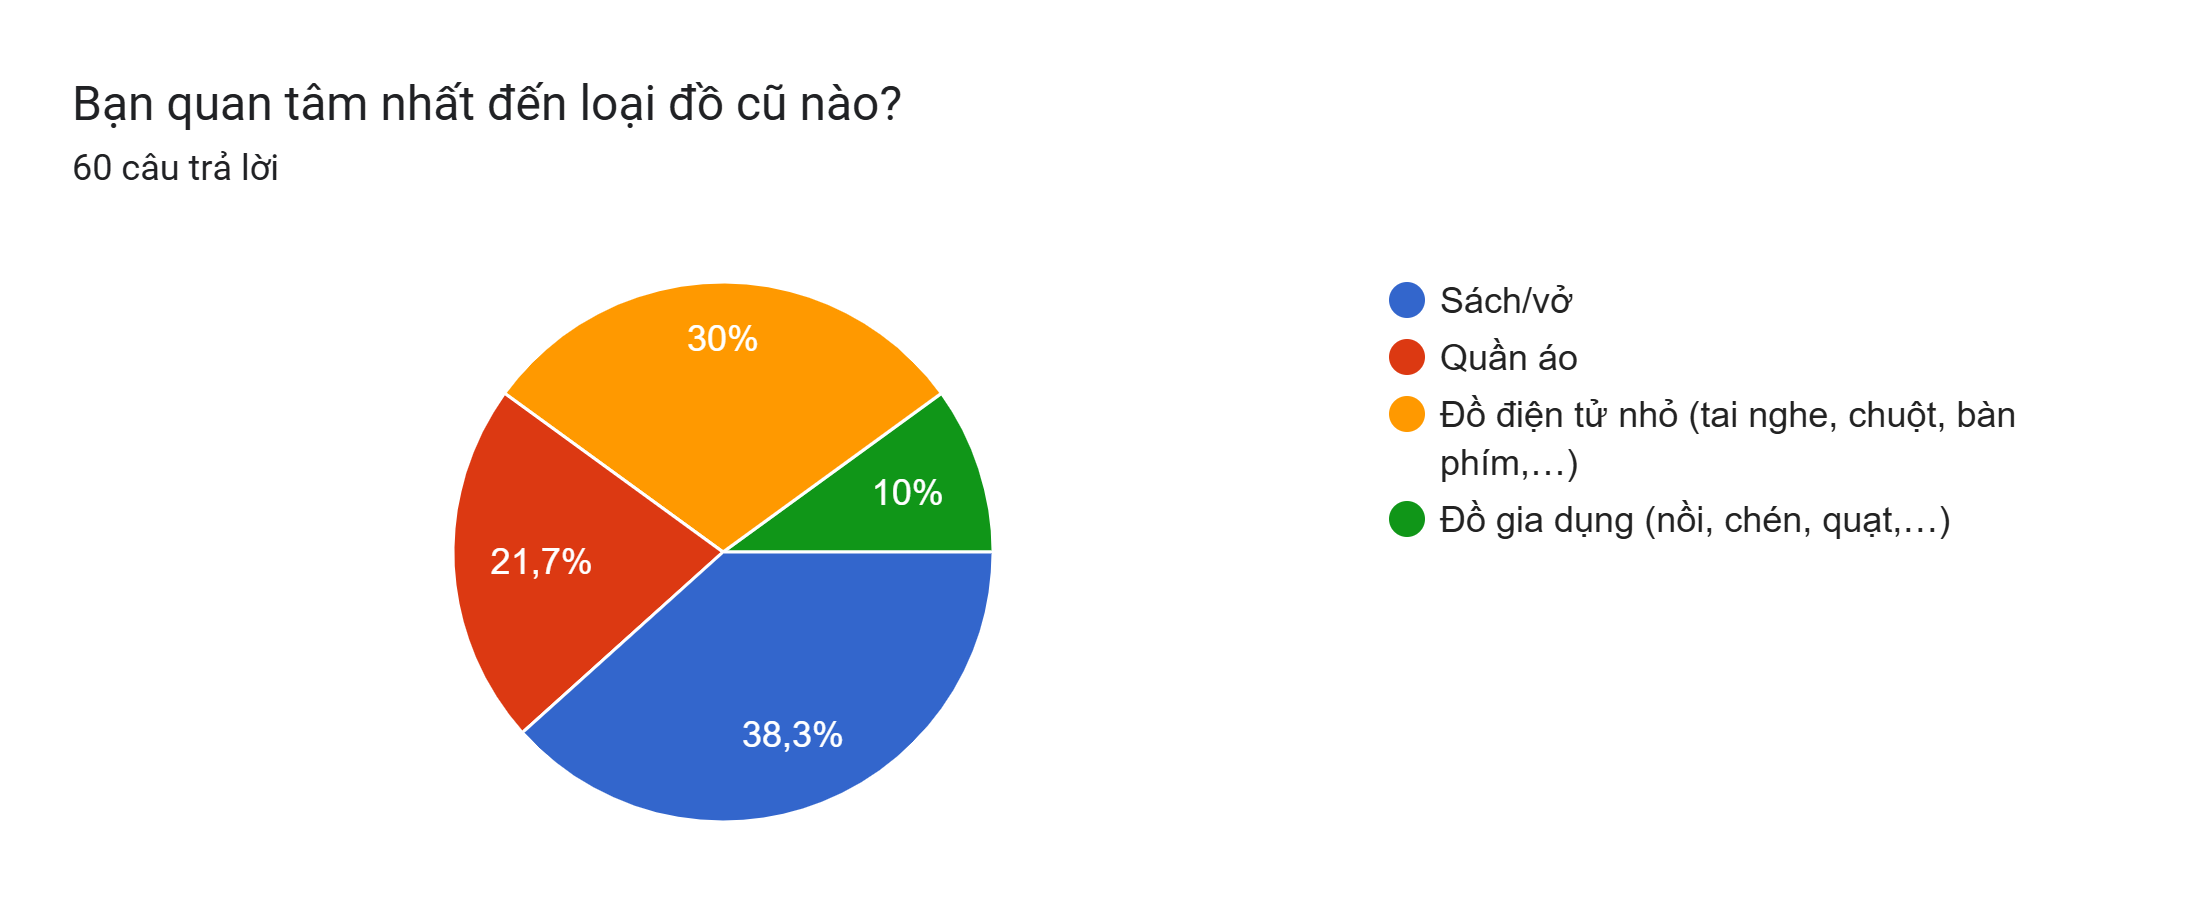 Bạn quan tâm nhất đến loại đồ cũ nào?
60 câu trả lời
30%
10%
21,7%
38,3%
Sách/vở
Quần áo
Đồ điện tử nhỏ (tai nghe, chuột, bàn
phím,...)
Đồ gia dụng (nồi, chén, quạt,...)